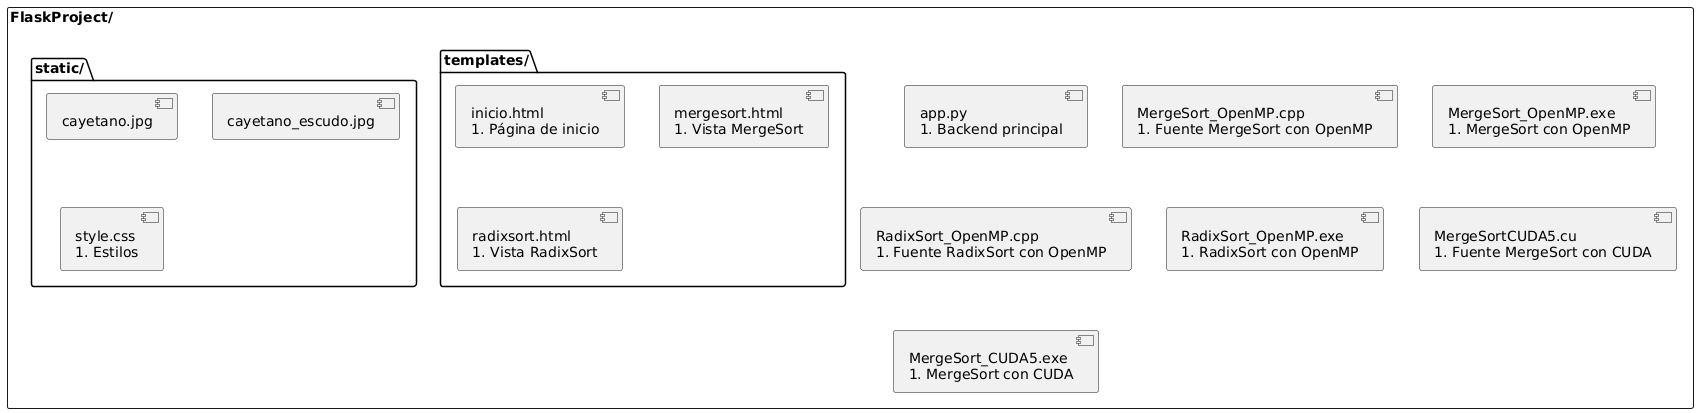 FlaskProject/
static/
cayetano.jpg
cayetano_escudo.jpg
style.css
1. Estilos
templates/
inicio.html
1. Página de inicio
mergesort.html
1. Vista MergeSort
radixsort.html
1. Vista RadixSort
app.py
1. Backend principal
MergeSort_OpenMP.cpp
1. Fuente MergeSort con OpenMP
MergeSort_OpenMP.exe
1. MergeSort con OpenMP
RadixSort_OpenMP.cpp
1. Fuente RadixSort con OpenMP
RadixSort_OpenMP.exe
1. RadixSort con OpenMP
MergeSortCUDA5.cu
1. Fuente MergeSort con CUDA
MergeSort_CUDA5.exe
1. MergeSort con CUDA